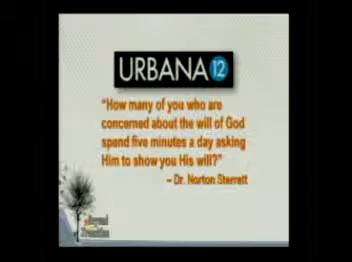 URBANA 12
"How many of you who are
concerned about the will of God
spend five minutes a day asking
Him to show you His will?"
– Dr. Norton Sterrett